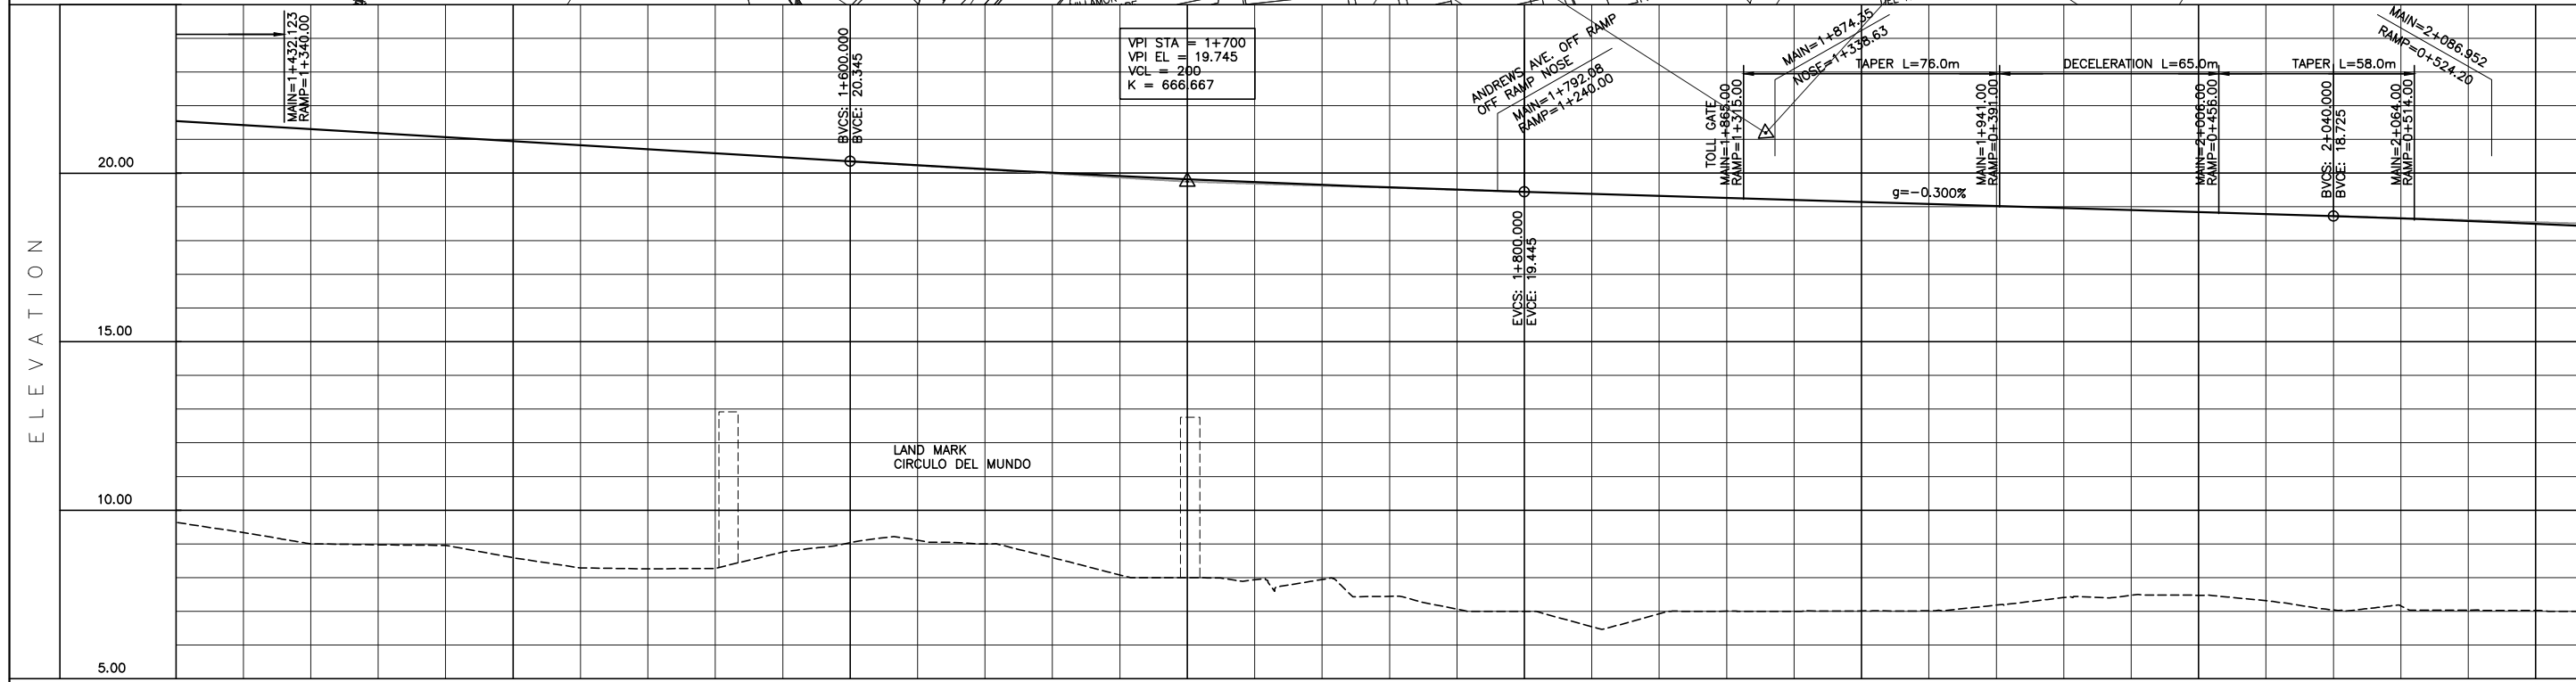 MAIN=1+432.123
RAMP=1+340.00
BVCS: 1+600.000
BVCE: 20.345
VPI STA = 1+700
VPI EL = 19.745
VCL = 200
K = 666.667
ANDREWS AVE. OFF RAMP
OFF RAMP NOSE
MAIN=1+792.08
RAMP=1+240.00
EVCS: 1+800.000
EVCE: 19.445
TOLL GATE
MAIN=1+865.00
RAMP=1+315.00
MAIN=1+874.35
NOSE=1+338.63
TAPER L=76.0m
DECELERATION L=65.0m
TAPER L=58.0m
MAIN=1+941.00
RAMP=0+391.00
g=-0.300%
MAIN=2+006.00
RAMP=0+456.00
BVCS: 2+040.000
BVCE: 18.725
MAIN=2+064.00
RAMP=0+514.00
MAIN=2+086.952
RAMP=0+524.20
ELEVATION
20.00
15.00
10.00
5.00
LAND MARK
CIRCULO DEL MUNDO